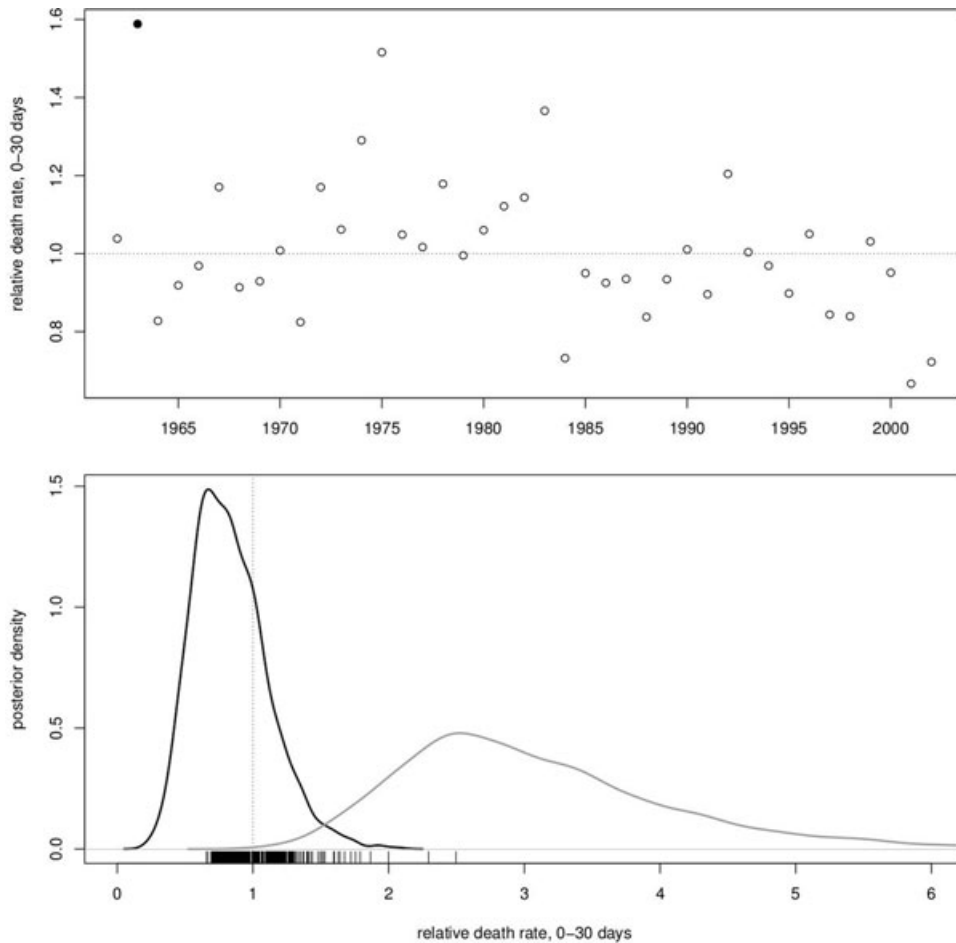 relative death rate, 0–30 days
1.6
1.4
1.2
1.0
0.8
1965 1970 1975 1980 1985 1990 1995 2000
posterior density
1.5
1.0
0.5
0.0
0 1 2 3 4 5 6
relative death rate, 0–30 days